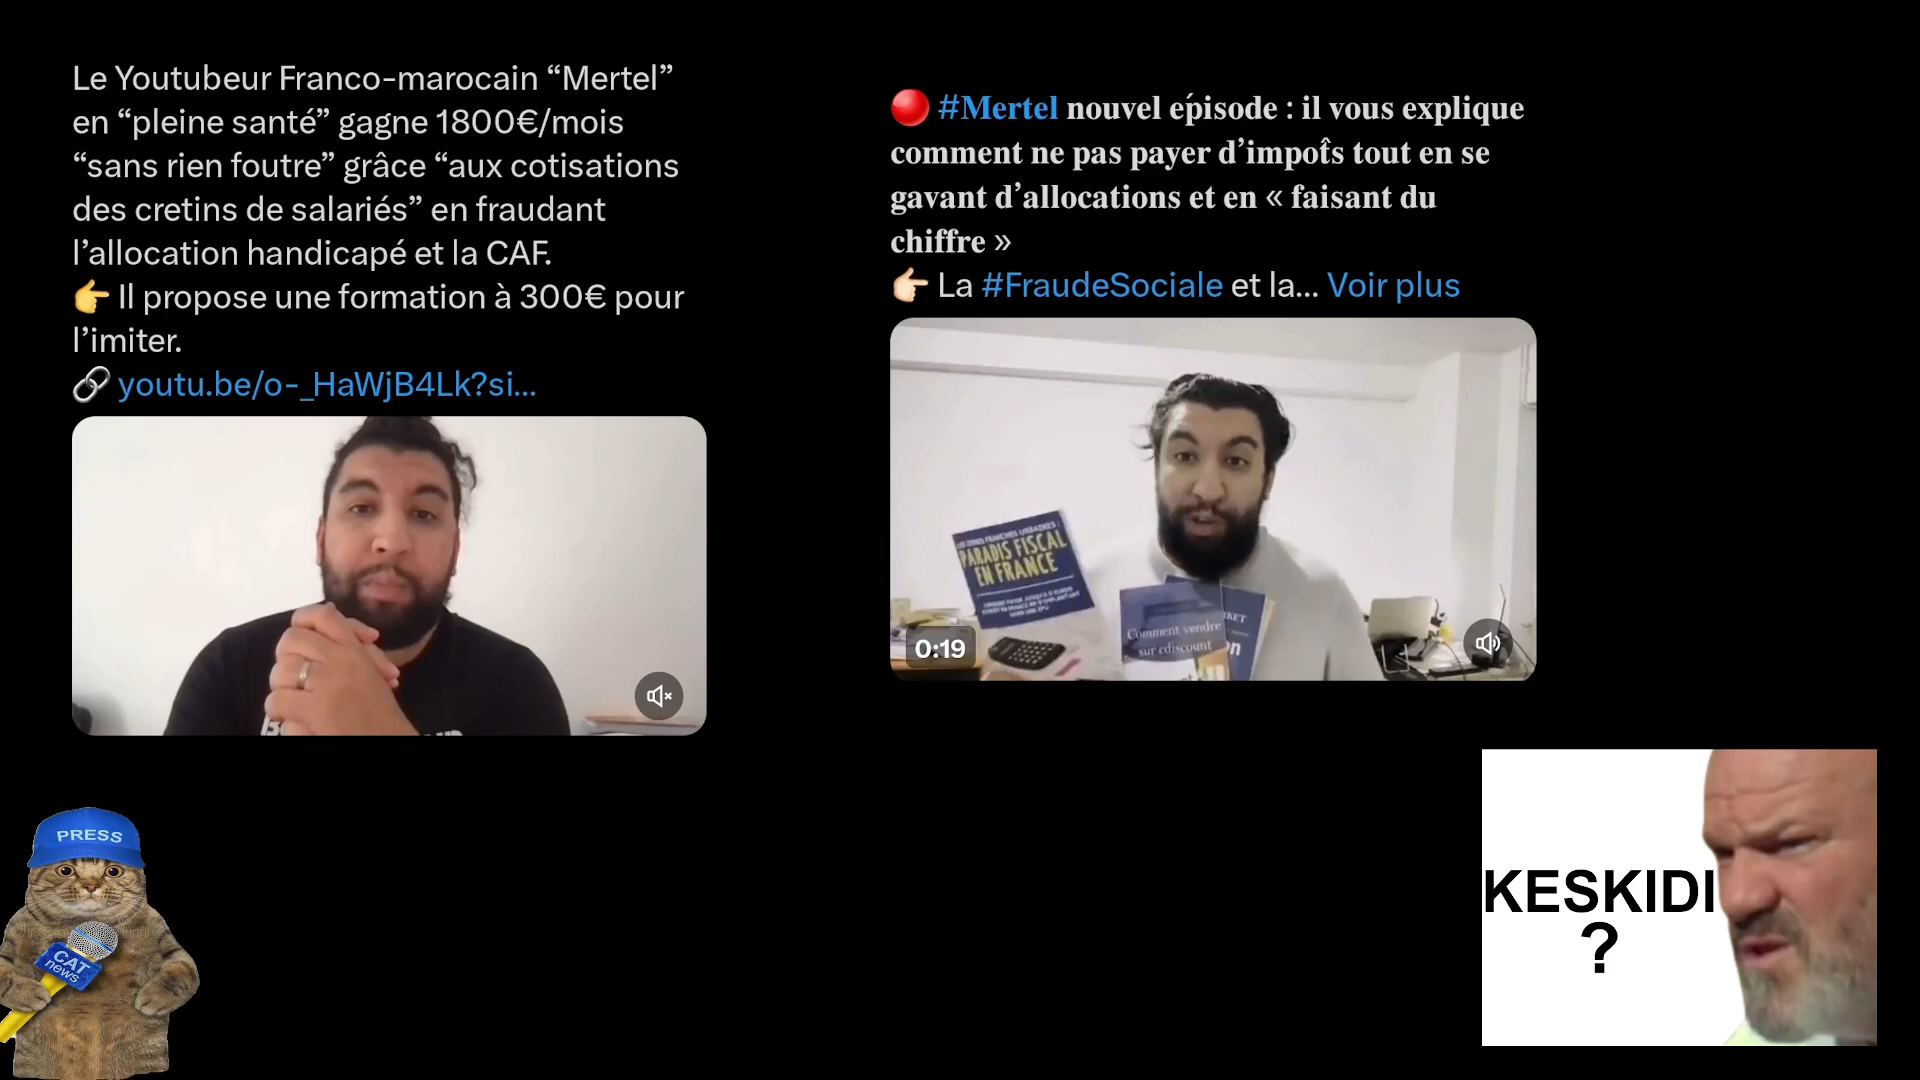 Le Youtubeur Franco-marocain “Mertel”
en “pleine santé” gagne 1800€/mois
“sans rien foutre” grâce “aux cotisations
des cretins de salariés” en fraudant
l’allocation handicapé et la CAF.
👉 Il propose une formation à 300€ pour
l’imiter.
🔗 youtu.be/o-_HaWjB4Lk?si...
🔴 #Mertel nouvel épisode : il vous explique
comment ne pas payer d’impôts tout en se
gavant d’allocations et en « faisant du
chiffre »
👉🏻 La #FraudeSociale et la... Voir plus
PARADIS FISCAL
EN FRANCE
Comment vendre
sur cdiscount
0:19
PRESS
CAT
news
KESKIDI
?